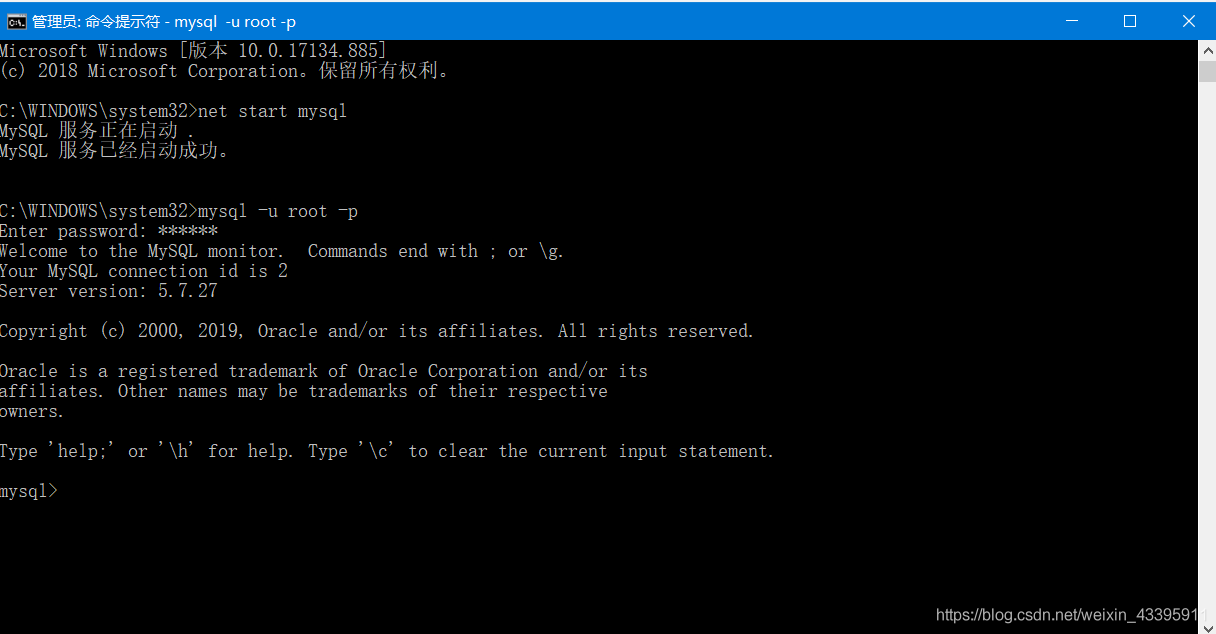 管理员: 命令提示符 - mysql -u root -p
Microsoft Windows [版本 10.0.17134.885]
(c) 2018 Microsoft Corporation。保留所有权利。
C:\WINDOWS\system32>net start mysql
MySQL 服务正在启动 .
MySQL 服务已经启动成功。
C:\WINDOWS\system32>mysql -u root -p
Enter password: ******
Welcome to the MySQL monitor.  Commands end with ; or \g.
Your MySQL connection id is 2
Server version: 5.7.27
Copyright (c) 2000, 2019, Oracle and/or its affiliates. All rights reserved.
Oracle is a registered trademark of Oracle Corporation and/or its
affiliates. Other names may be trademarks of their respective
owners.
Type 'help;' or '\h' for help. Type '\c' to clear the current input statement.
mysql>
https://blog.csdn.net/weixin_4339591